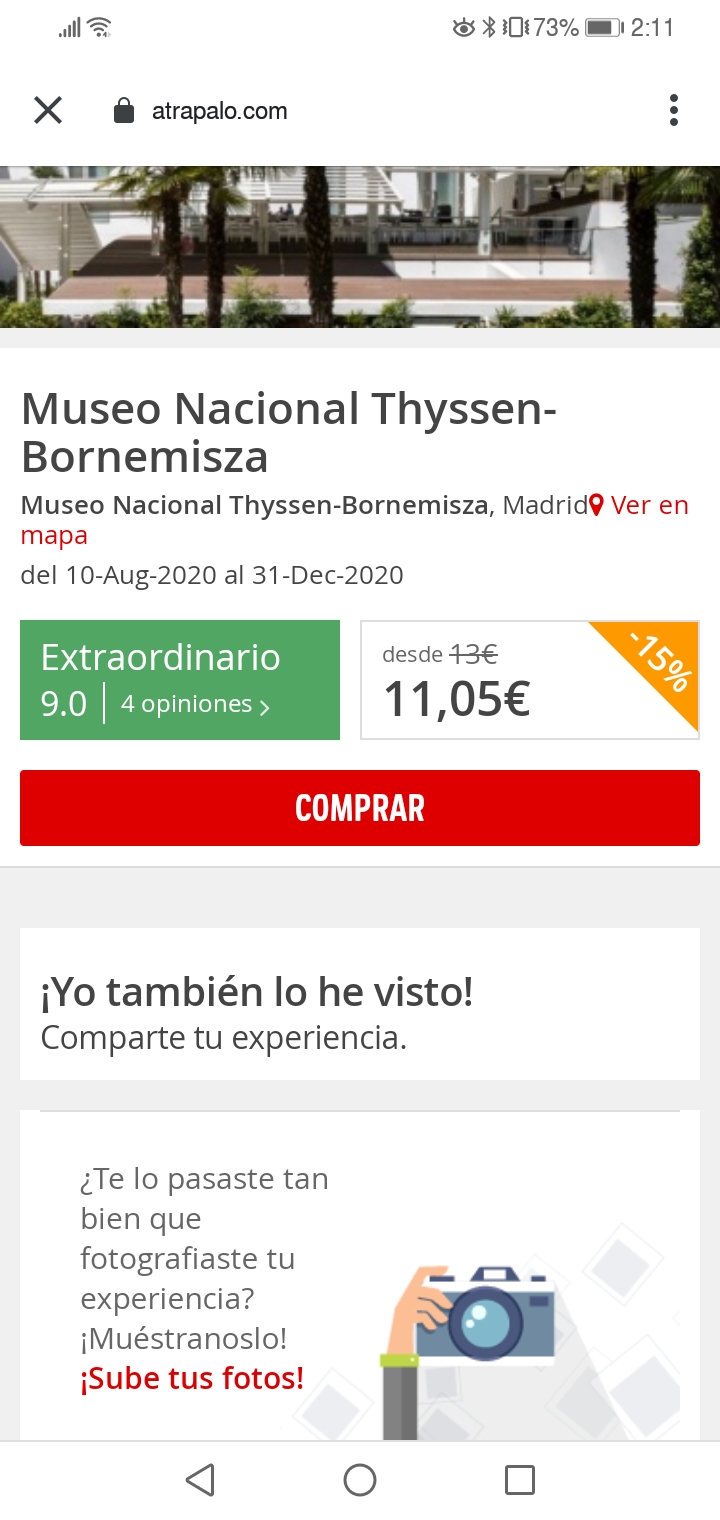 73% 2:11
atrapalo.com
Museo Nacional Thyssen-
Bornemisza
Museo Nacional Thyssen-Bornemisza, Madrid Ver en
mapa
del 10-Aug-2020 al 31-Dec-2020
Extraordinario
9.0 4 opiniones >
desde 13€
11,05€
-15%
COMPRAR
¡Yo también lo he visto!
Comparte tu experiencia.
¿Te lo pasaste tan
bien que
fotografiaste tu
experiencia?
¡Muéstranoslo!
¡Sube tus fotos!